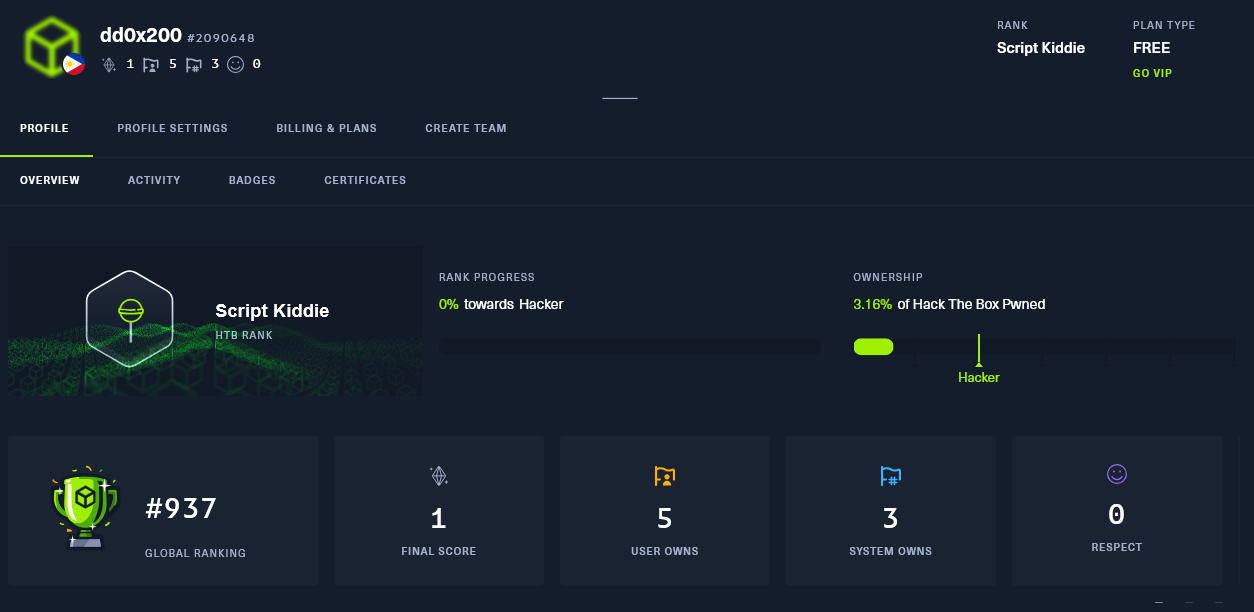 dd0x200 #2090648
1 5 3 0
RANK
Script Kiddie
PLAN TYPE
FREE
GO VIP
PROFILE PROFILE SETTINGS BILLING & PLANS CREATE TEAM
OVERVIEW ACTIVITY BADGES CERTIFICATES
Script Kiddie
HTB RANK
RANK PROGRESS
0% towards Hacker
OWNERSHIP
3.16% of Hack The Box Pwned
Hacker
#937
GLOBAL RANKING
1
FINAL SCORE
5
USER OWNS
3
SYSTEM OWNS
0
RESPECT